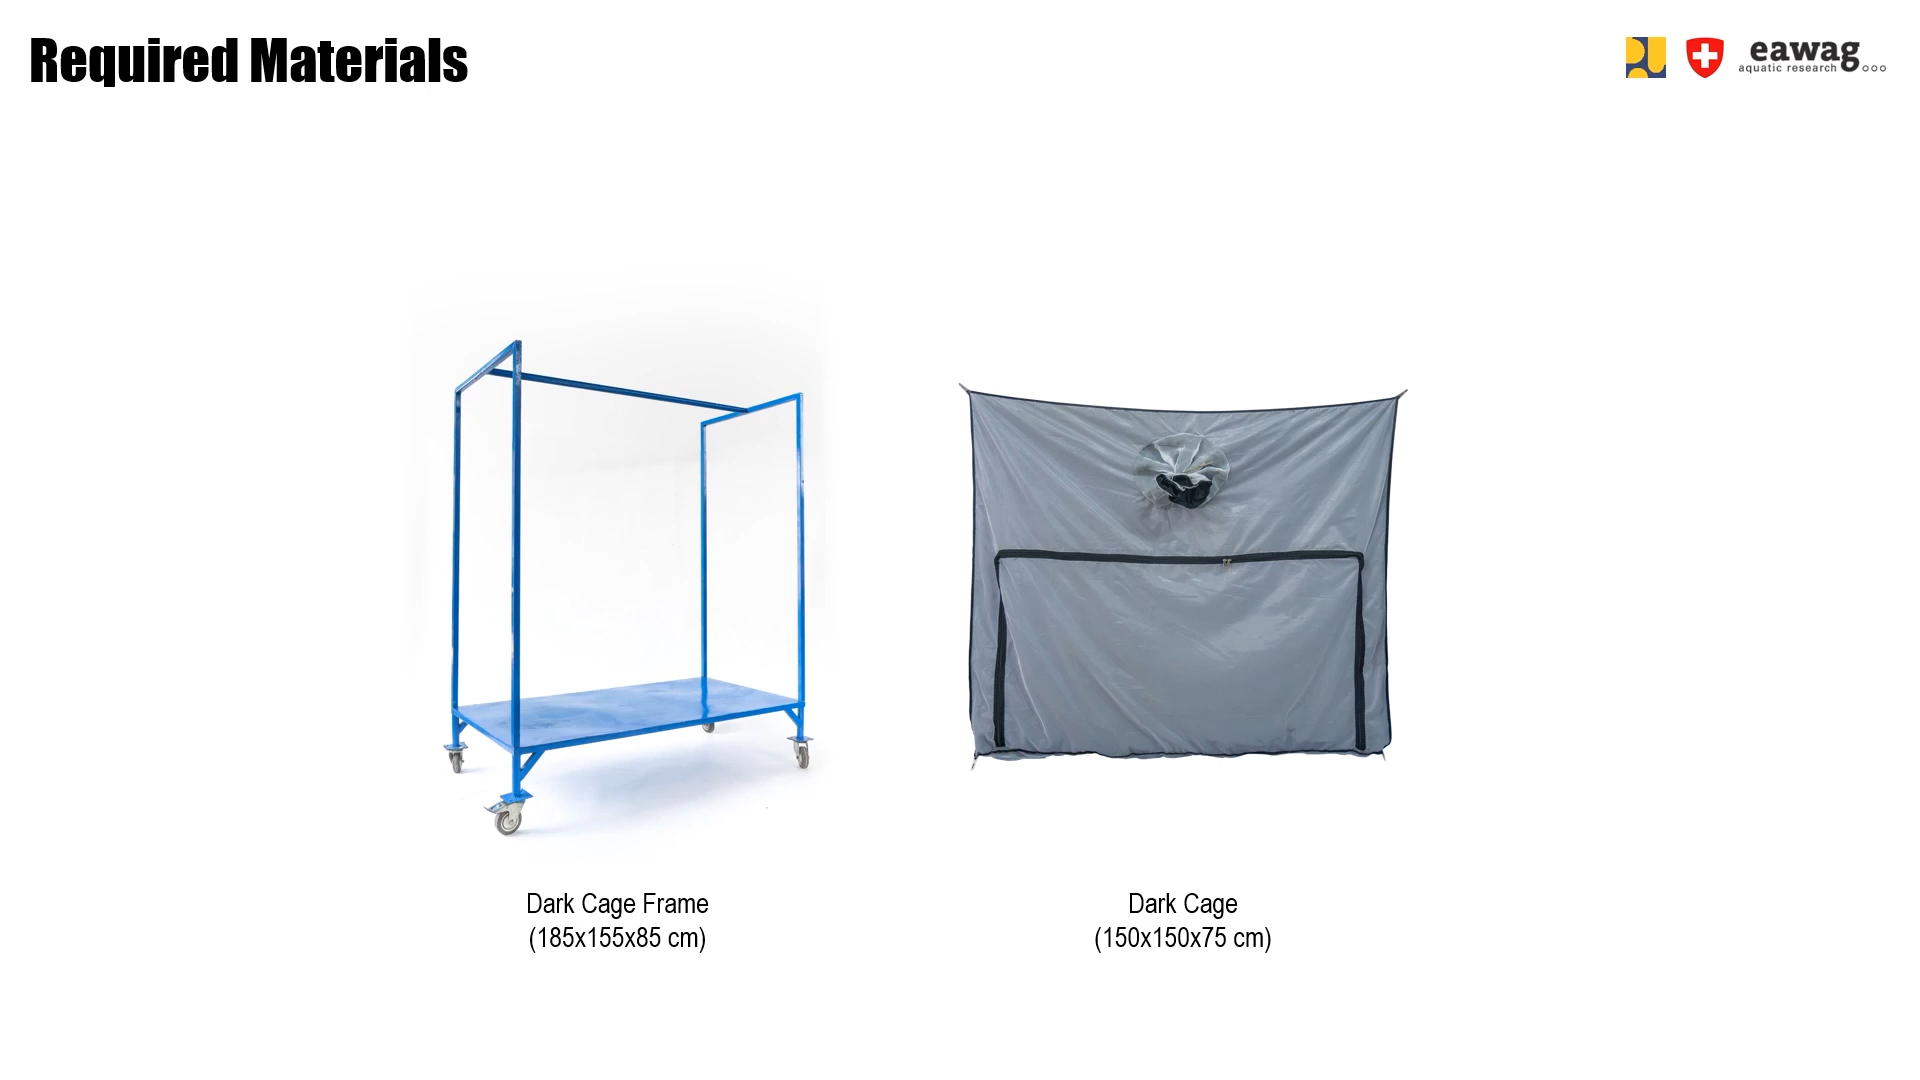 Required Materials
eawag
aquatic research
Dark Cage Frame
(185x155x85 cm)
Dark Cage
(150x150x75 cm)